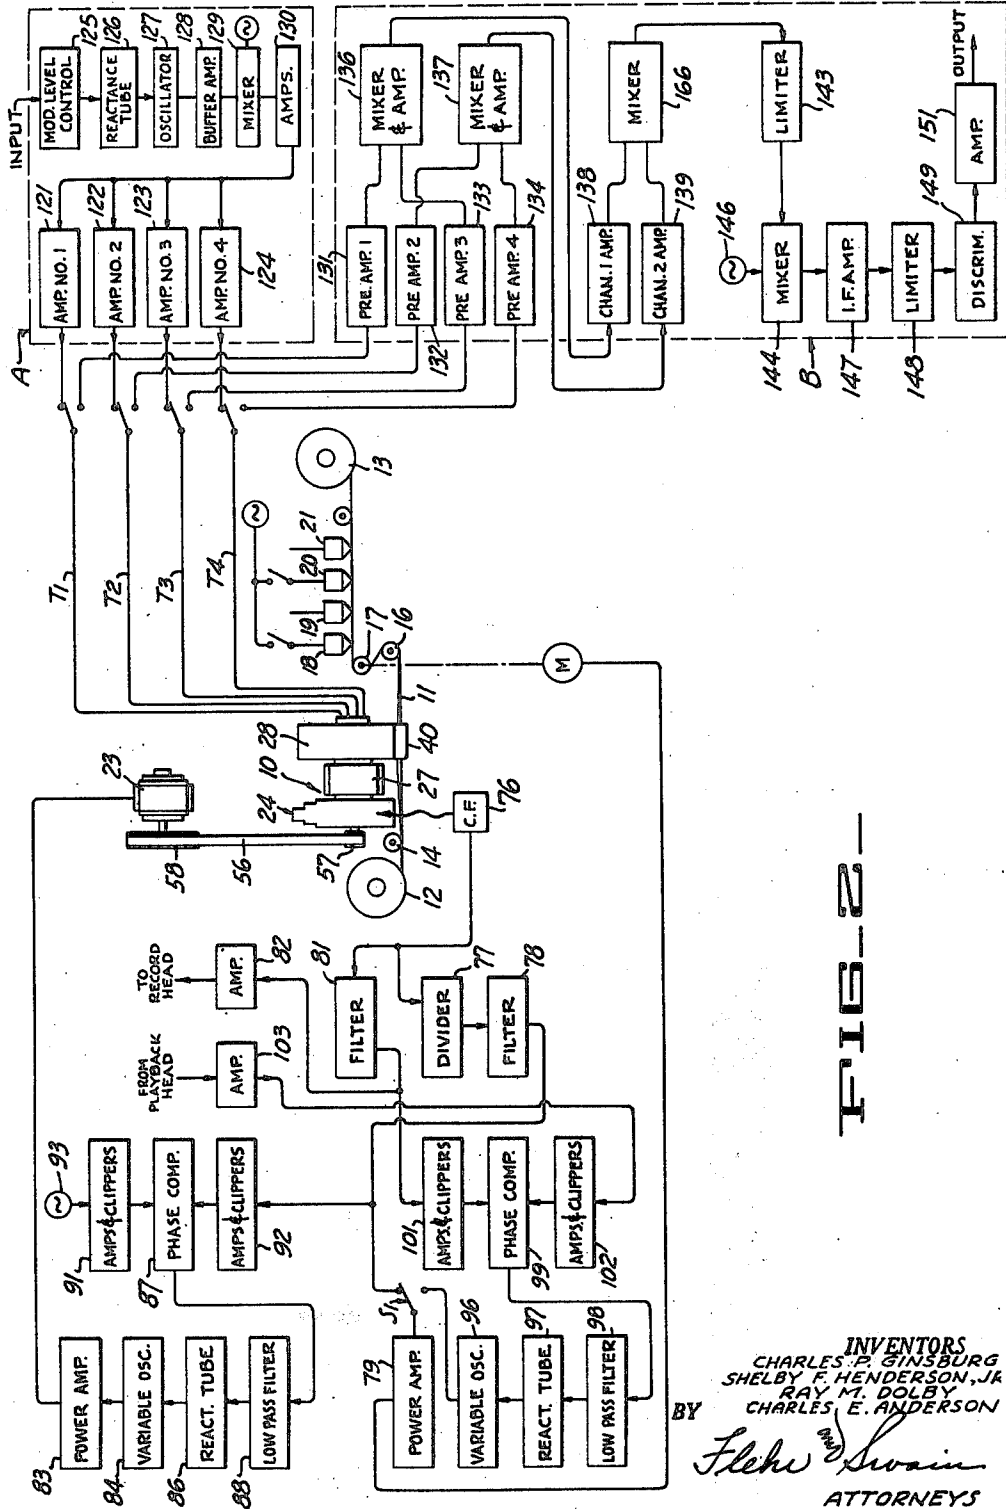 INPUT
MOD. LEVEL
CONTROL
125
REACTANCE
TUBE
126
OSCILLATOR
127
BUFFER AMP.
128
MIXER
129
AMPS.
130
A
AMP. NO. 1
121
AMP. NO. 2
122
AMP. NO. 3
123
AMP. NO. 4
124
MIXER
& AMP.
136
MIXER
& AMP.
137
PRE. AMP. 1
131
PRE AMP. 2
132
PRE AMP. 3
133
PRE AMP. 4
134
MIXER
166
LIMITER
143
CHAN. 1 AMP.
138
CHAN. 2 AMP.
139
146
MIXER
144
B
I.F. AMP.
147
LIMITER
148
DISCRIM.
149
AMP.
151
OUTPUT
T1
T2
T3
T4
13
21
20
19
18
17
16
M
11
40
28
10
27
24
23
58
56
57
14
12
C.F.
76
TO
RECORD
HEAD
AMP.
82
FROM
PLAYBACK
HEAD
AMP.
103
FILTER
81
DIVIDER
77
FILTER
78
93
AMPS & CLIPPERS
91
PHASE COMP.
87
AMPS & CLIPPERS
92
AMPS. & CLIPPERS
101
PHASE COMP.
99
AMPS & CLIPPERS
102
S1
POWER AMP.
83
VARIABLE OSC.
84
REACT. TUBE
86
LOW PASS FILTER
88
POWER AMP.
79
VARIABLE OSC.
96
REACT. TUBE
97
LOW PASS FILTER
98
FIG_2_
INVENTORS
CHARLES P. GINSBURG
SHELBY F. HENDERSON, JR
RAY M. DOLBY
CHARLES E. ANDERSON
BY
Flehr and Swain
ATTORNEYS